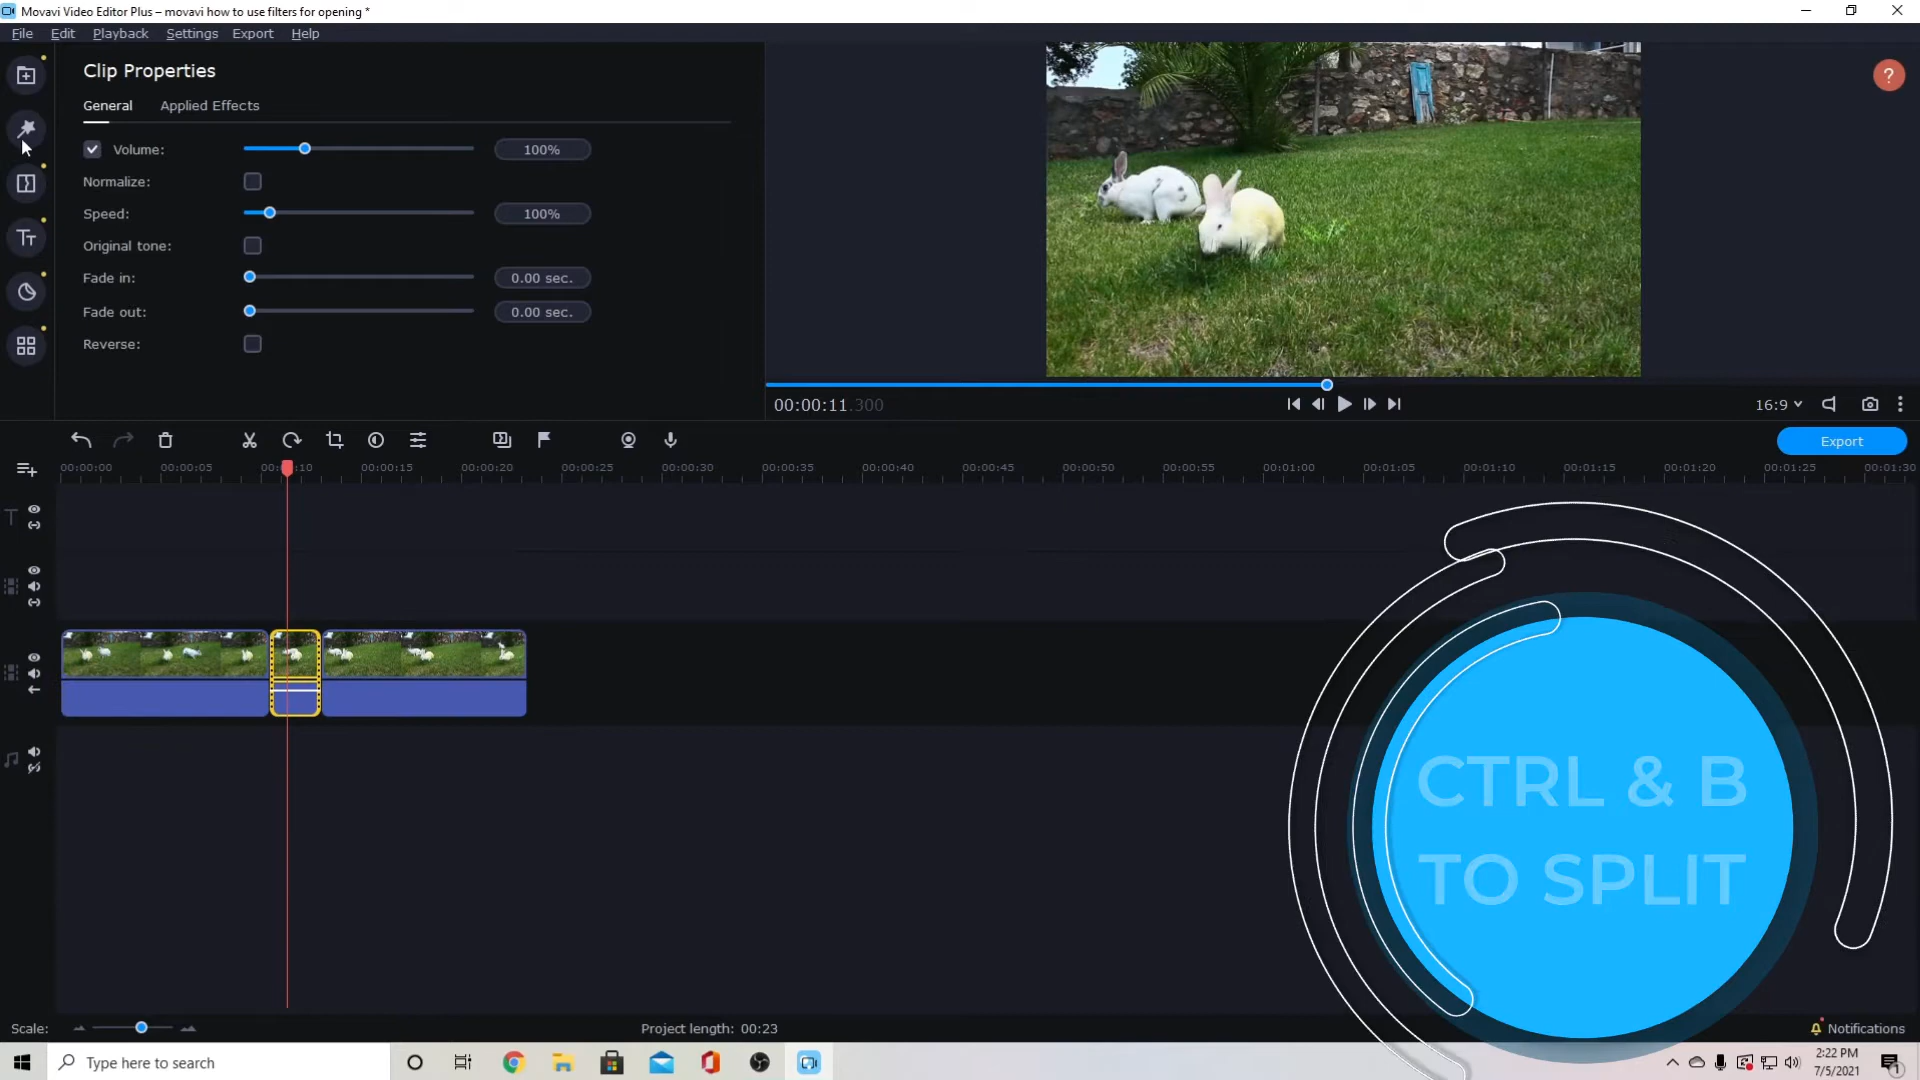 Movavi Video Editor Plus – movavi how to use filters for opening *
File Edit Playback Settings Export Help
Clip Properties
General Applied Effects
Volume: 100%
Normalize:
Speed: 100%
Original tone:
Fade in: 0.00 sec.
Fade out: 0.00 sec.
Reverse:
?
00:00:11.300
16:9
Export
00:00:00 00:00:05 00:00:10 00:00:15 00:00:20 00:00:25 00:00:30 00:00:35 00:00:40 00:00:45 00:00:50 00:00:55 00:01:00 00:01:05 00:01:10 00:01:15 00:01:20 00:01:25 00:01:30
CTRL & B
TO SPLIT
Scale:
Project length: 00:23
Notifications
Type here to search
2:22 PM
7/5/2021
1